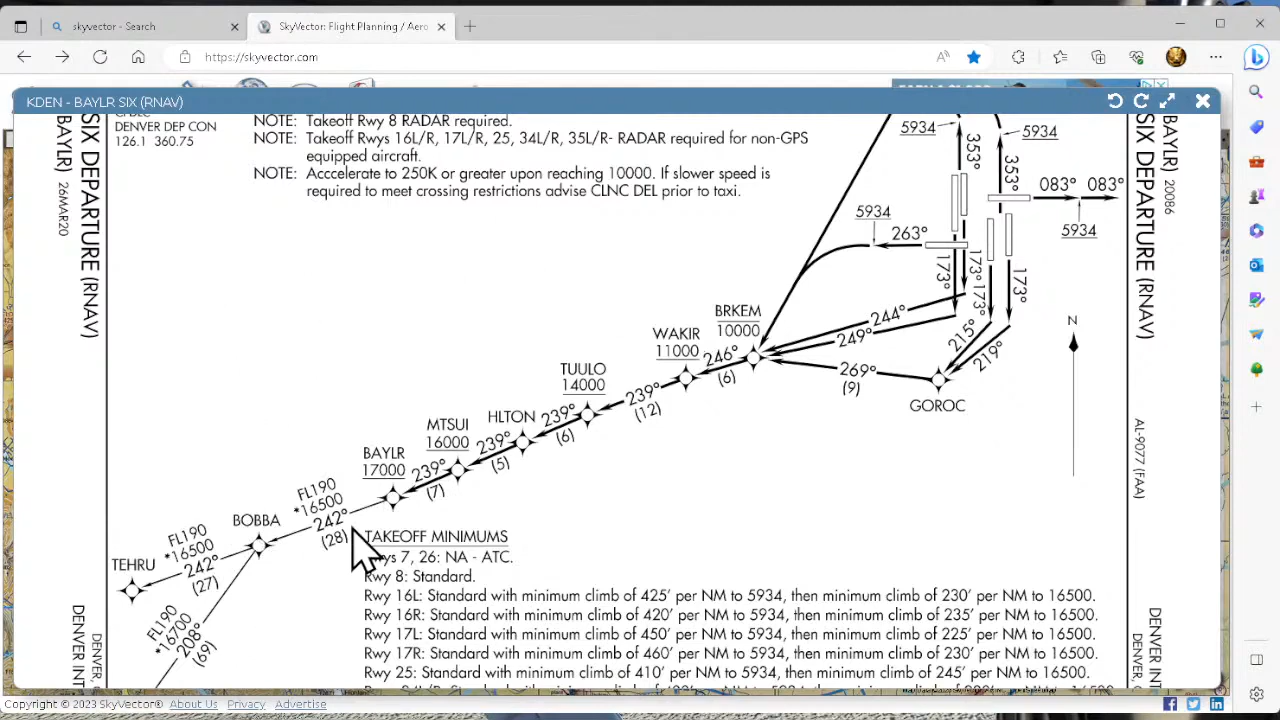 skyvector - Search
SkyVector: Flight Planning / Aero
https://skyvector.com
KDEN - BAYLR SIX (RNAV)
DENVER DEP CON
126.1 360.75
NOTE: Takeoff Rwy 8 RADAR required.
NOTE: Takeoff Rwys 16L/R, 17L/R, 25, 34L/R, 35L/R- RADAR required for non-GPS
equipped aircraft.
NOTE: Acccelerate to 250K or greater upon reaching 10000. If slower speed is
required to meet crossing restrictions advise CLNC DEL prior to taxi.
SIX DEPARTURE (RNAV)
BAYLR) 26MAR20
5934
5934
353°
353°
083° 083°
5934
5934
263°
173°
173°
173°
173°
BRKEM
10000
244°
249°
215°
219°
N
WAKIR
11000
246°
(6)
269°
(9)
GOROC
TUULO
14000
239°
(12)
HLTON
239°
(6)
MTSUI
16000
239°
(5)
BAYLR
17000
239°
(7)
FL190
*16500
242°
(28)
BOBBA
FL190
*16500
242°
(27)
TEHRU
FL190
*16700
208°
(69)
TAKEOFF MINIMUMS
7, 26: NA - ATC.
Rwy 8: Standard.
Rwy 16L: Standard with minimum climb of 425' per NM to 5934, then minimum climb of 230' per NM to 16500.
Rwy 16R: Standard with minimum climb of 420' per NM to 5934, then minimum climb of 235' per NM to 16500.
Rwy 17L: Standard with minimum climb of 450' per NM to 5934, then minimum climb of 225' per NM to 16500.
Rwy 17R: Standard with minimum climb of 460' per NM to 5934, then minimum climb of 230' per NM to 16500.
Rwy 25: Standard with minimum climb of 410' per NM to 5934, then minimum climb of 245' per NM to 16500.
DENVER INT
DENVER,
SIX DEPARTURE (RNAV)
BAYLR) 20086
AL-9077 (FAA)
DENVER INT
DENVER,
Copyright © 2023 SkyVector® About Us Privacy Advertise